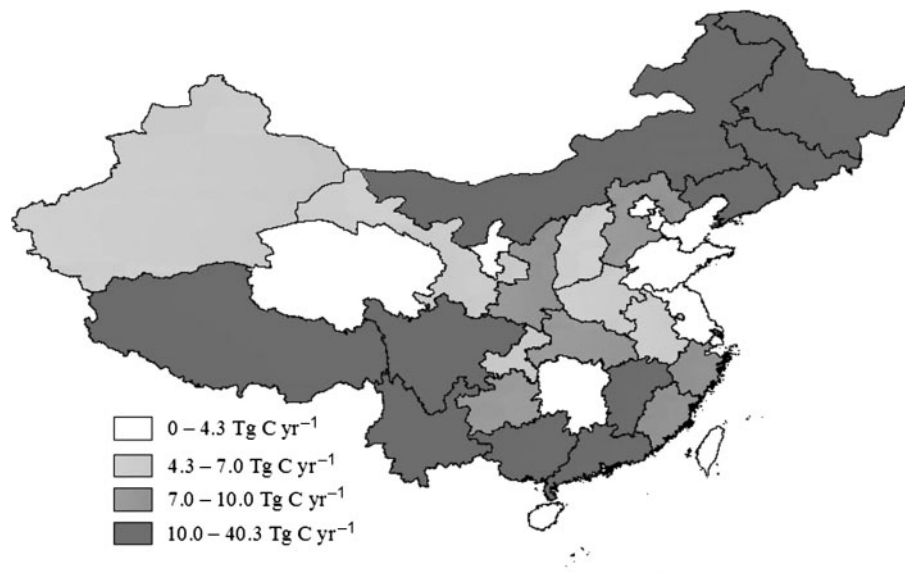 0 – 4.3 Tg C yr⁻¹
4.3 – 7.0 Tg C yr⁻¹
7.0 – 10.0 Tg C yr⁻¹
10.0 – 40.3 Tg C yr⁻¹